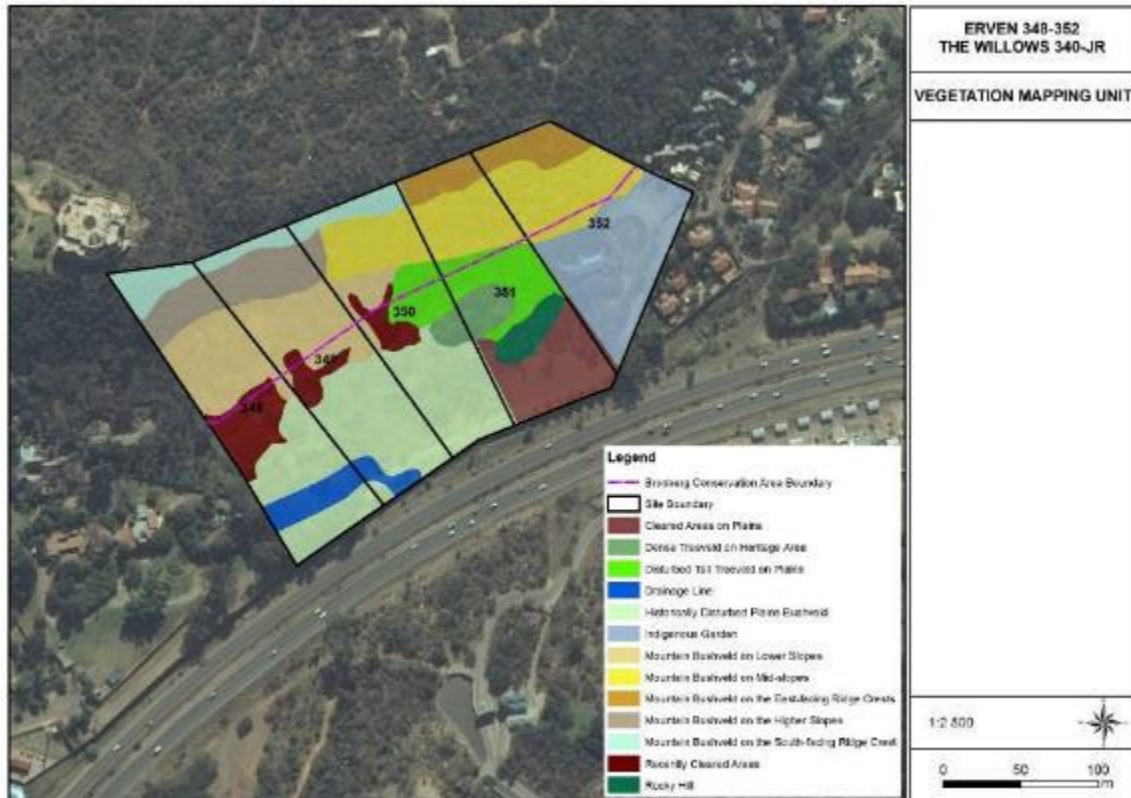 ERVEN 348-352
THE WILLOWS 340-JR
VEGETATION MAPPING UNIT
352
351
350
349
348
Legend
Bronberg Conservation Area Boundary
Site Boundary
Cleared Areas on Plains
Dense Treeveld on Heritage Area
Disturbed Tall Treeveld on Plains
Drainage Line
Historically Disturbed Plains Bushveld
Indigenous Garden
Mountain Bushveld on Lower Slopes
Mountain Bushveld on Mid-slopes
Mountain Bushveld on the East-facing Ridge Crests
Mountain Bushveld on the Higher Slopes
Mountain Bushveld on the South-facing Ridge Crest
Recently Cleared Areas
Rocky Hill
1:2 500
0 50 100
m